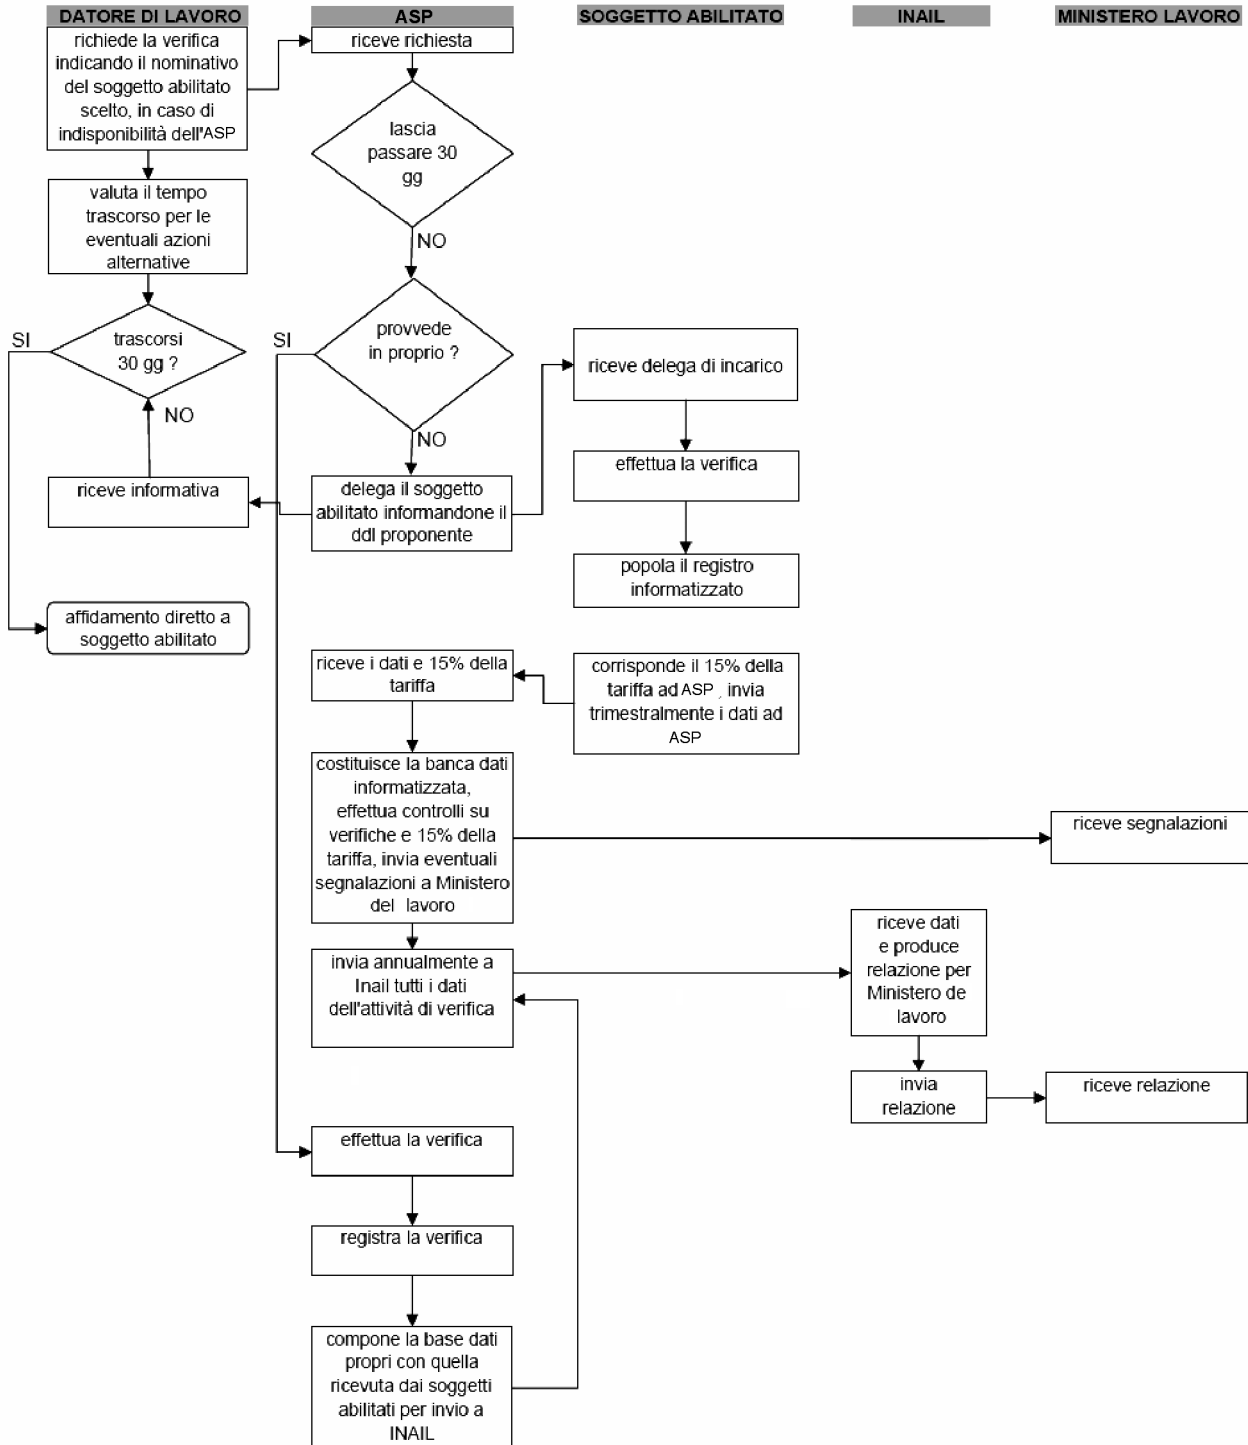 DATORE DI LAVORO
ASP
SOGGETTO ABILITATO
INAIL
MINISTERO LAVORO
richiede la verifica
indicando il nominativo
del soggetto abilitato
scelto, in caso di
indisponibilità dell'ASP
riceve richiesta
lascia
passare 30
gg
NO
valuta il tempo
trascorso per le
eventuali azioni
alternative
SI
trascorsi
30 gg ?
NO
SI
provvede
in proprio ?
NO
riceve delega di incarico
effettua la verifica
riceve informativa
delega il soggetto
abilitato informandone il
ddl proponente
popola il registro
informatizzato
affidamento diretto a
soggetto abilitato
riceve i dati e 15% della
tariffa
corrisponde il 15% della
tariffa ad ASP, invia
trimestralmente i dati ad
ASP
costituisce la banca dati
informatizzata,
effettua controlli su
verifiche e 15% della
tariffa, invia eventuali
segnalazioni a Ministero
del lavoro
riceve segnalazioni
invia annualmente a
Inail tutti i dati
dell'attività di verifica
riceve dati
e produce
relazione per
Ministero de
lavoro
invia
relazione
riceve relazione
effettua la verifica
registra la verifica
compone la base dati
propri con quella
ricevuta dai soggetti
abilitati per invio a
INAIL